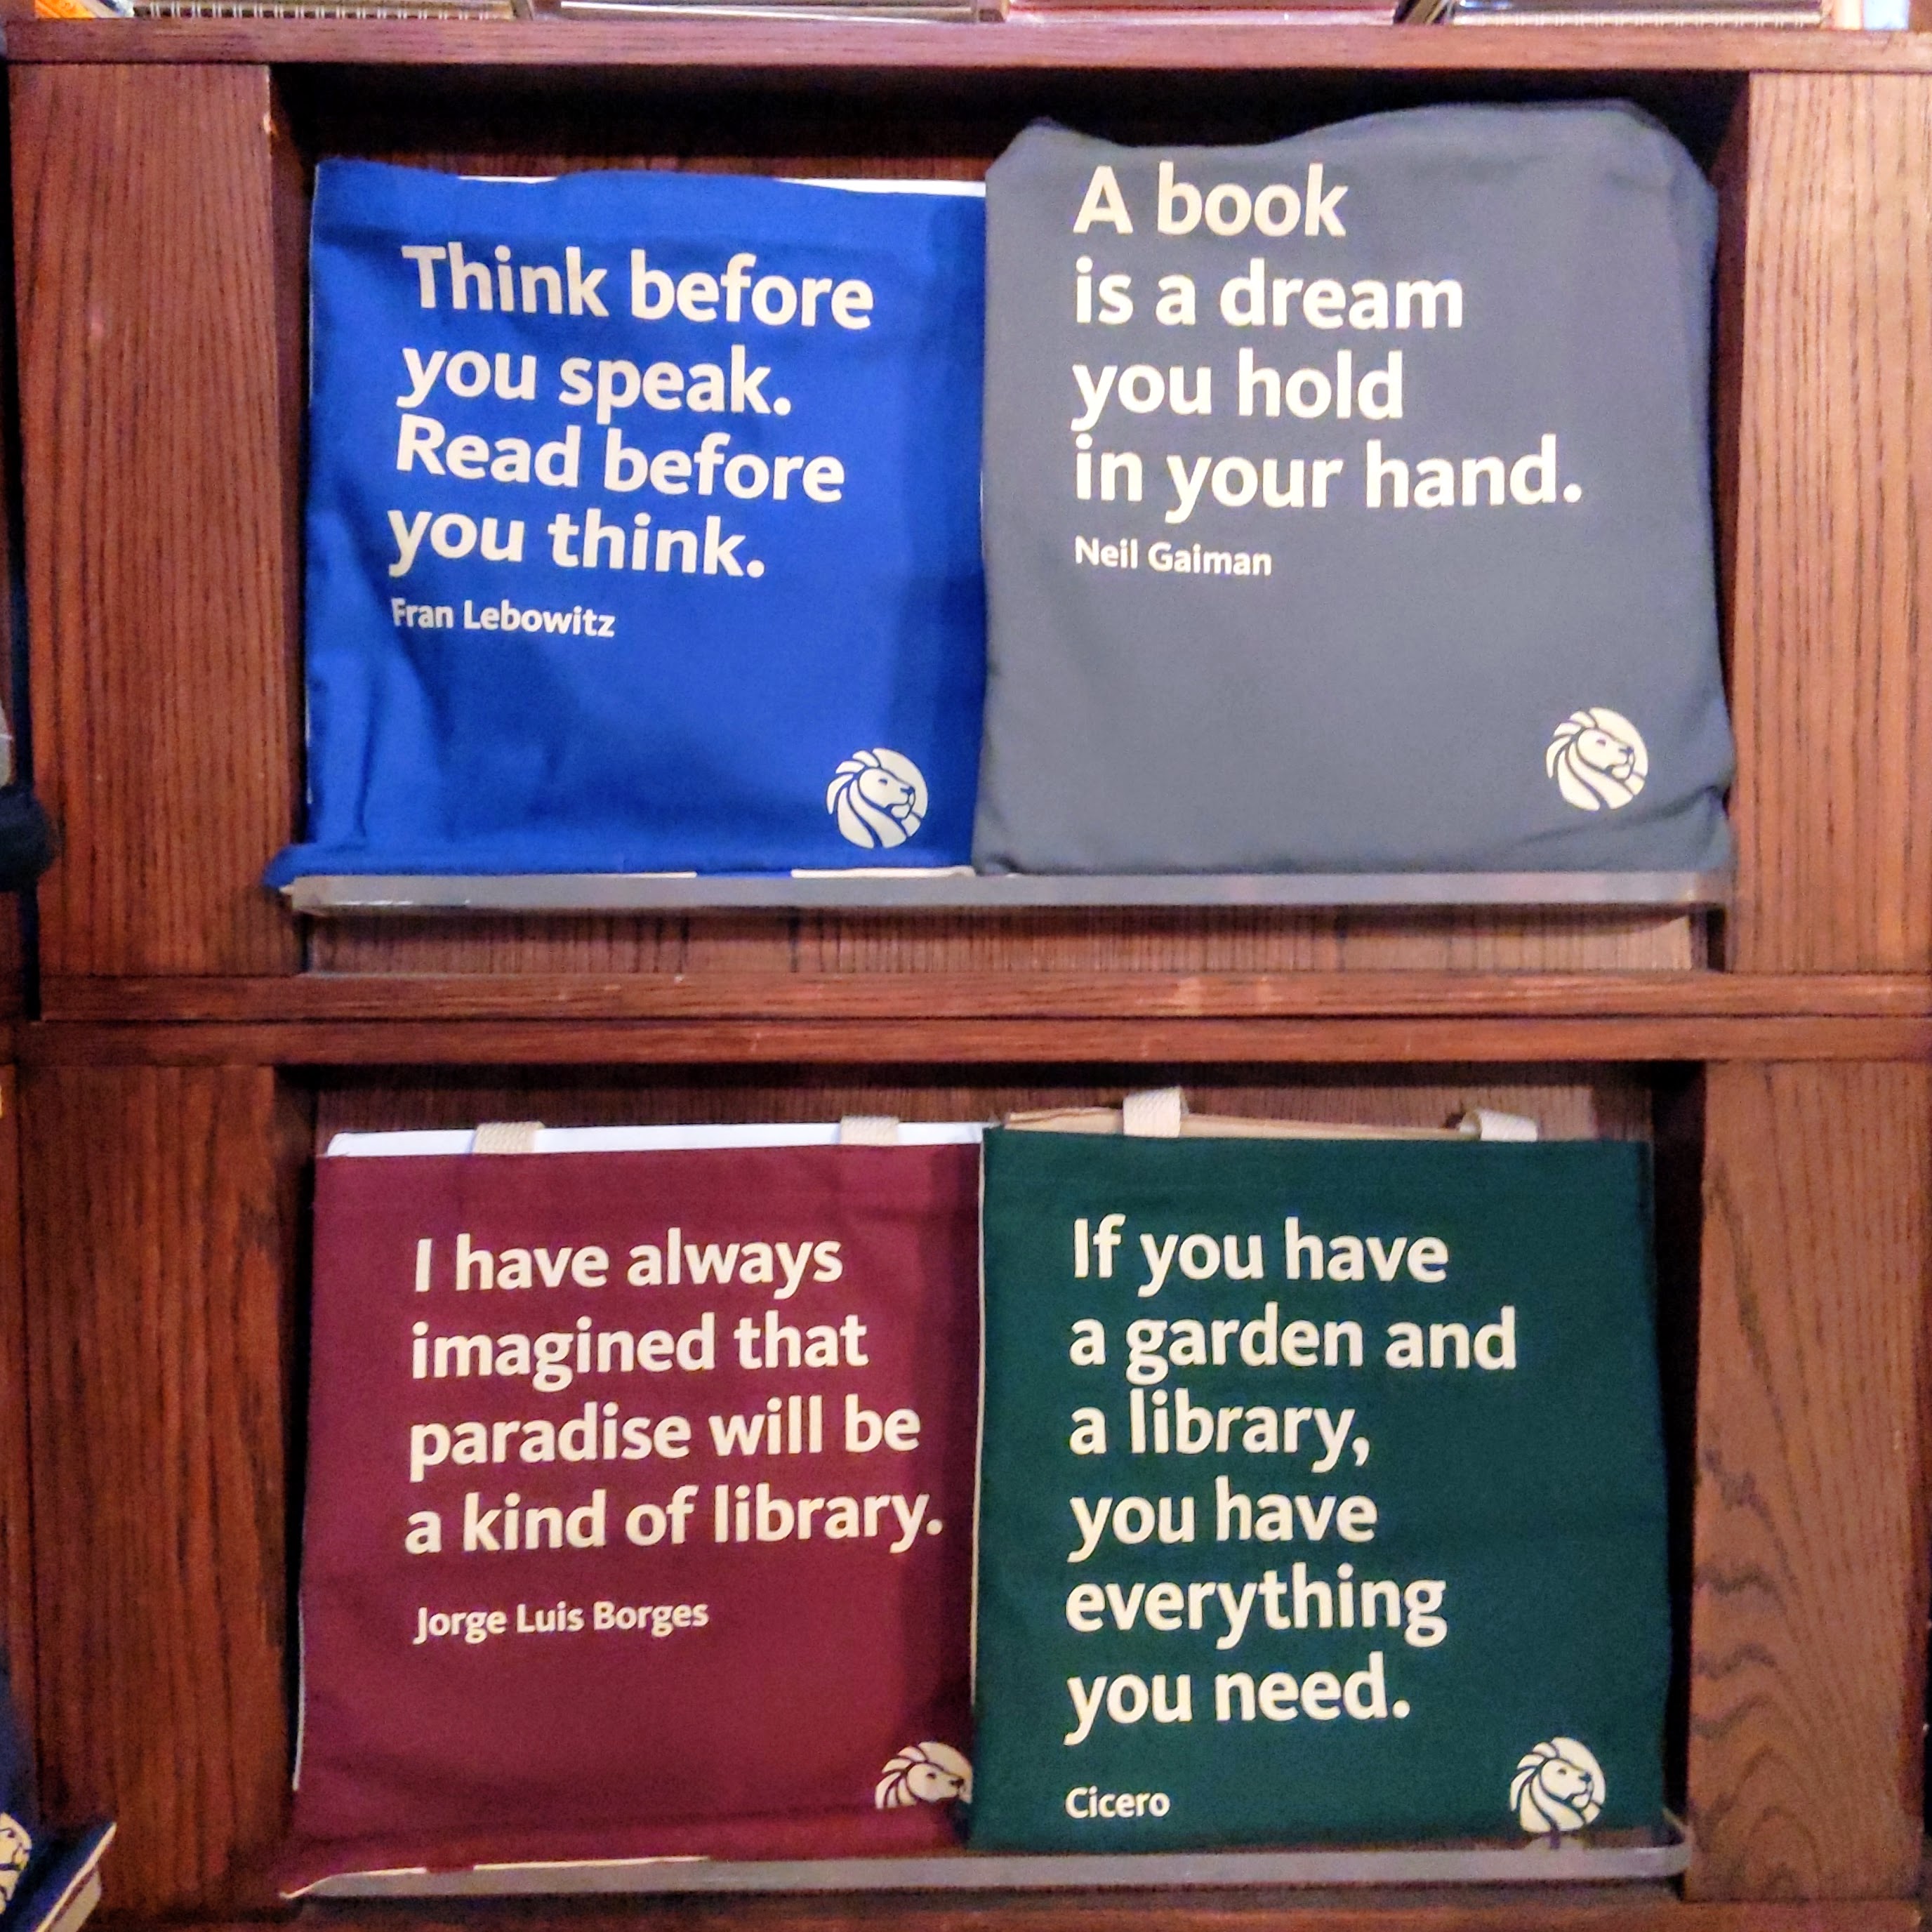 Think before
you speak.
Read before
you think.
Fran Lebowitz
A book
is a dream
you hold
in your hand.
Neil Gaiman
I have always
imagined that
paradise will be
a kind of library.
Jorge Luis Borges
If you have
a garden and
a library,
you have
everything
you need.
Cicero